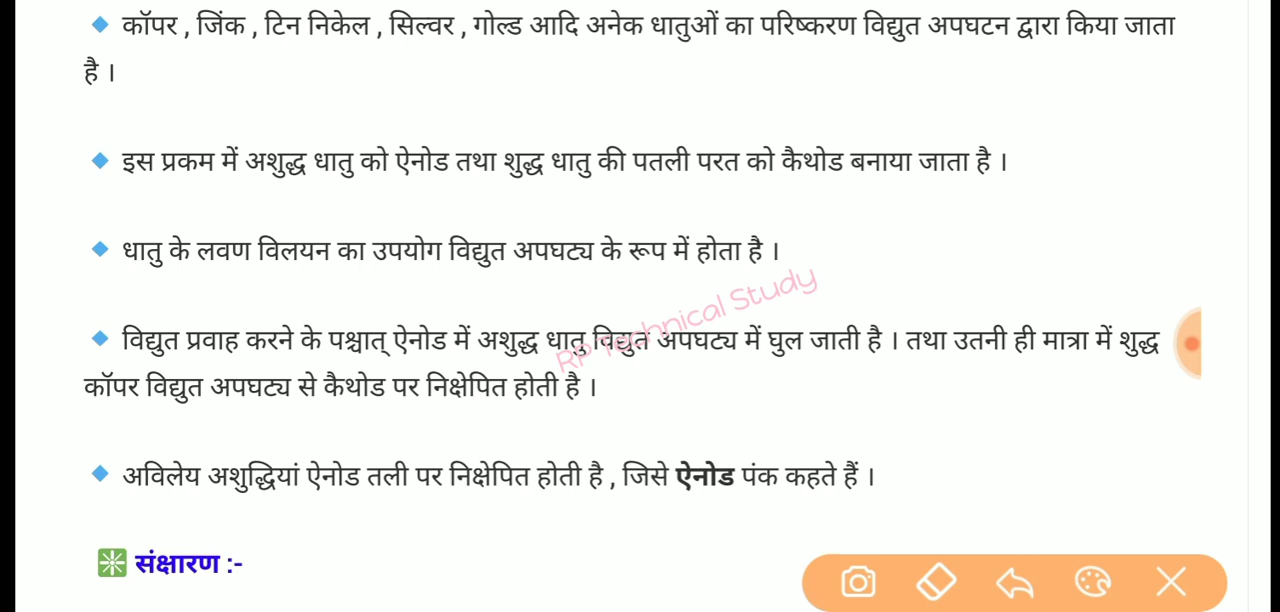 कॉपर , जिंक , टिन निकेल , सिल्वर , गोल्ड आदि अनेक धातुओं का परिष्करण विद्युत अपघटन द्वारा किया जाता
है ।
इस प्रकम में अशुद्ध धातु को ऐनोड तथा शुद्ध धातु की पतली परत को कैथोड बनाया जाता है ।
धातु के लवण विलयन का उपयोग विद्युत अपघट्य के रूप में होता है ।
RP Technical Study
विद्युत प्रवाह करने के पश्चात् ऐनोड में अशुद्ध धातु विद्युत अपघट्य में घुल जाती है । तथा उतनी ही मात्रा में शुद्ध
कॉपर विद्युत अपघट्य से कैथोड पर निक्षेपित होती है ।
अविलेय अशुद्धियां ऐनोड तली पर निक्षेपित होती है , जिसे ऐनोड पंक कहते हैं ।
संक्षारण :-